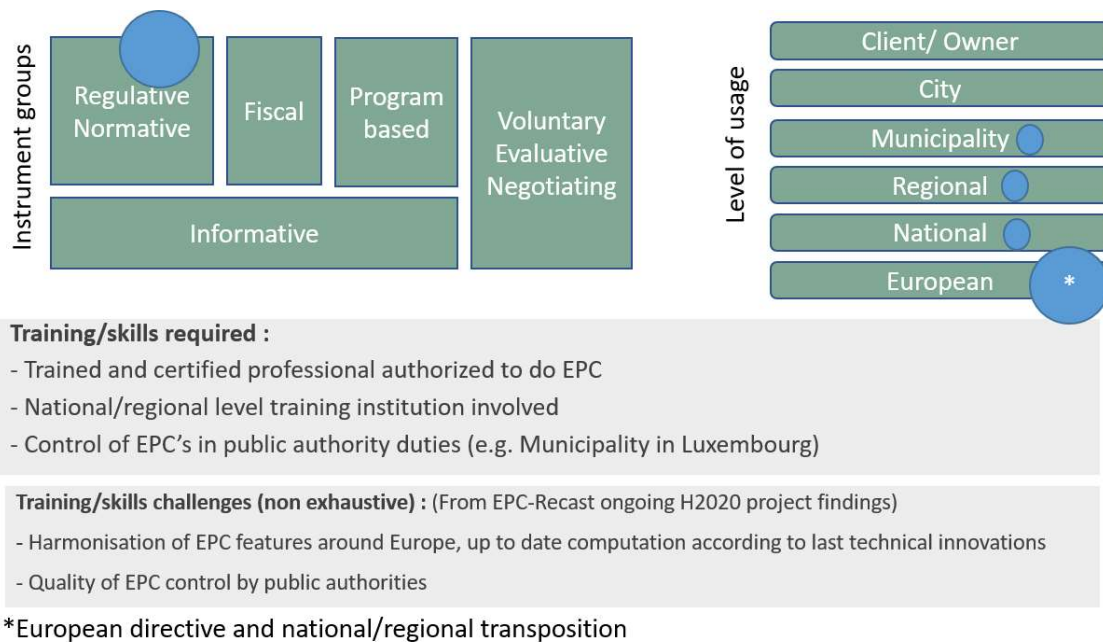 Instrument groups
Regulative
Normative
Fiscal
Program
based
Voluntary
Evaluative
Negotiating
Informative
Level of usage
Client/ Owner
City
Municipality
Regional
National
European
*
Training/skills required :
- Trained and certified professional authorized to do EPC
- National/regional level training institution involved
- Control of EPC’s in public authority duties (e.g. Municipality in Luxembourg)
Training/skills challenges (non exhaustive) : (From EPC-Recast ongoing H2020 project findings)
- Harmonisation of EPC features around Europe, up to date computation according to last technical innovations
- Quality of EPC control by public authorities
*European directive and national/regional transposition